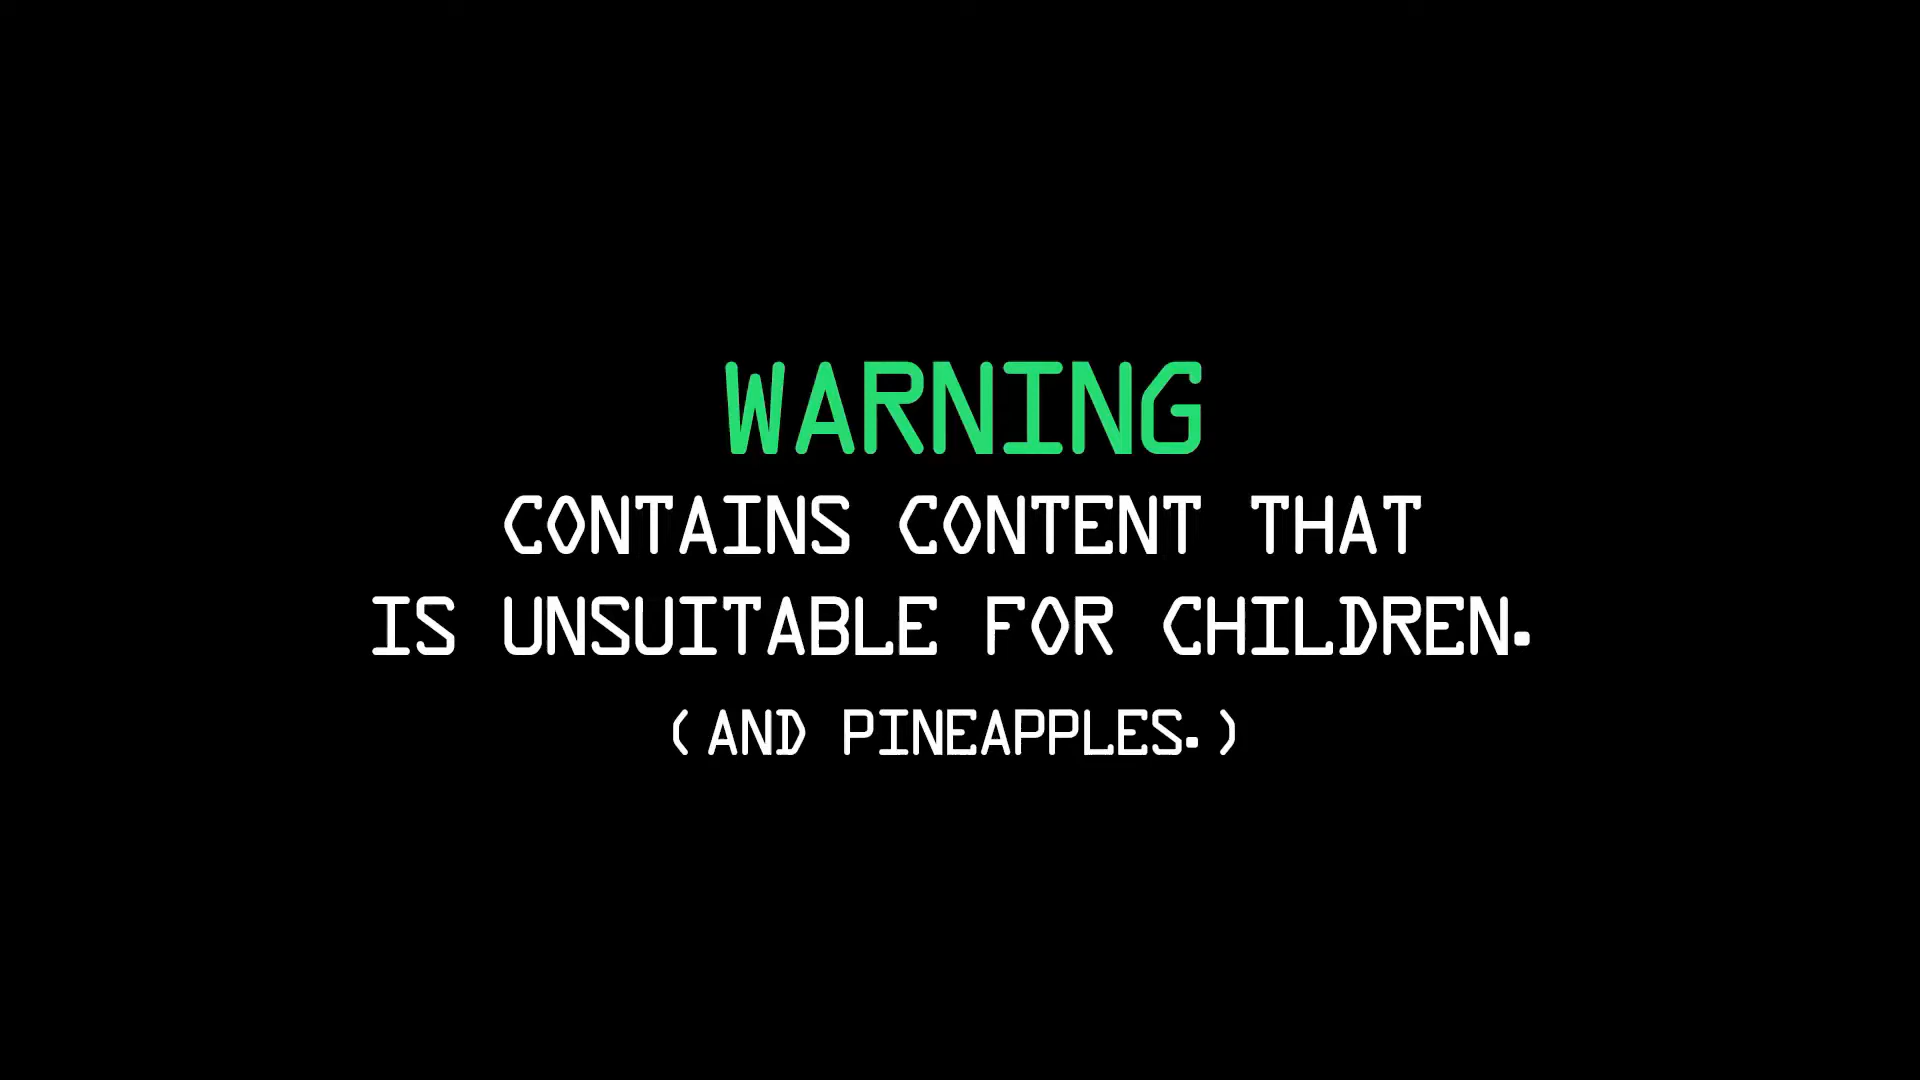 WARNING
CONTAINS CONTENT THAT
IS UNSUITABLE FOR CHILDREN.
(AND PINEAPPLES.)